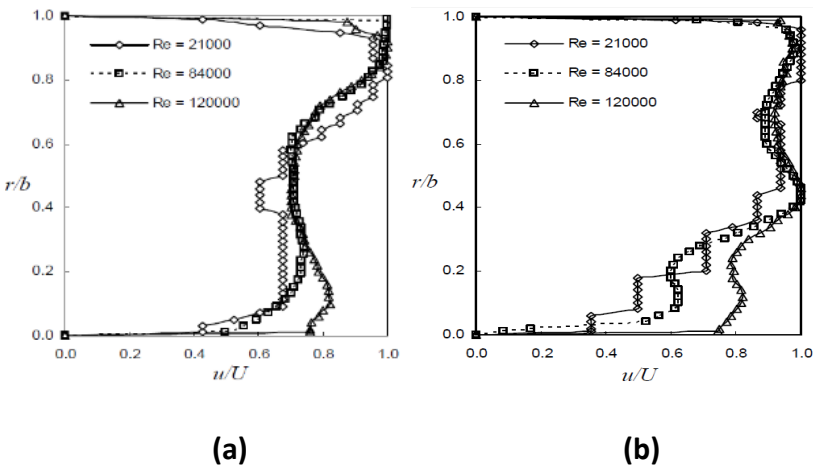 1.0
0.8
0.6
0.4
0.2
0.0
r/b
Re = 21000
Re = 84000
Re = 120000
0.0 0.2 0.4 0.6 0.8 1.0
u/U
(a)
1.0
0.8
0.6
0.4
0.2
0.0
r/b
Re = 21000
Re = 84000
Re = 120000
0.0 0.2 0.4 0.6 0.8 1.0
u/U
(b)